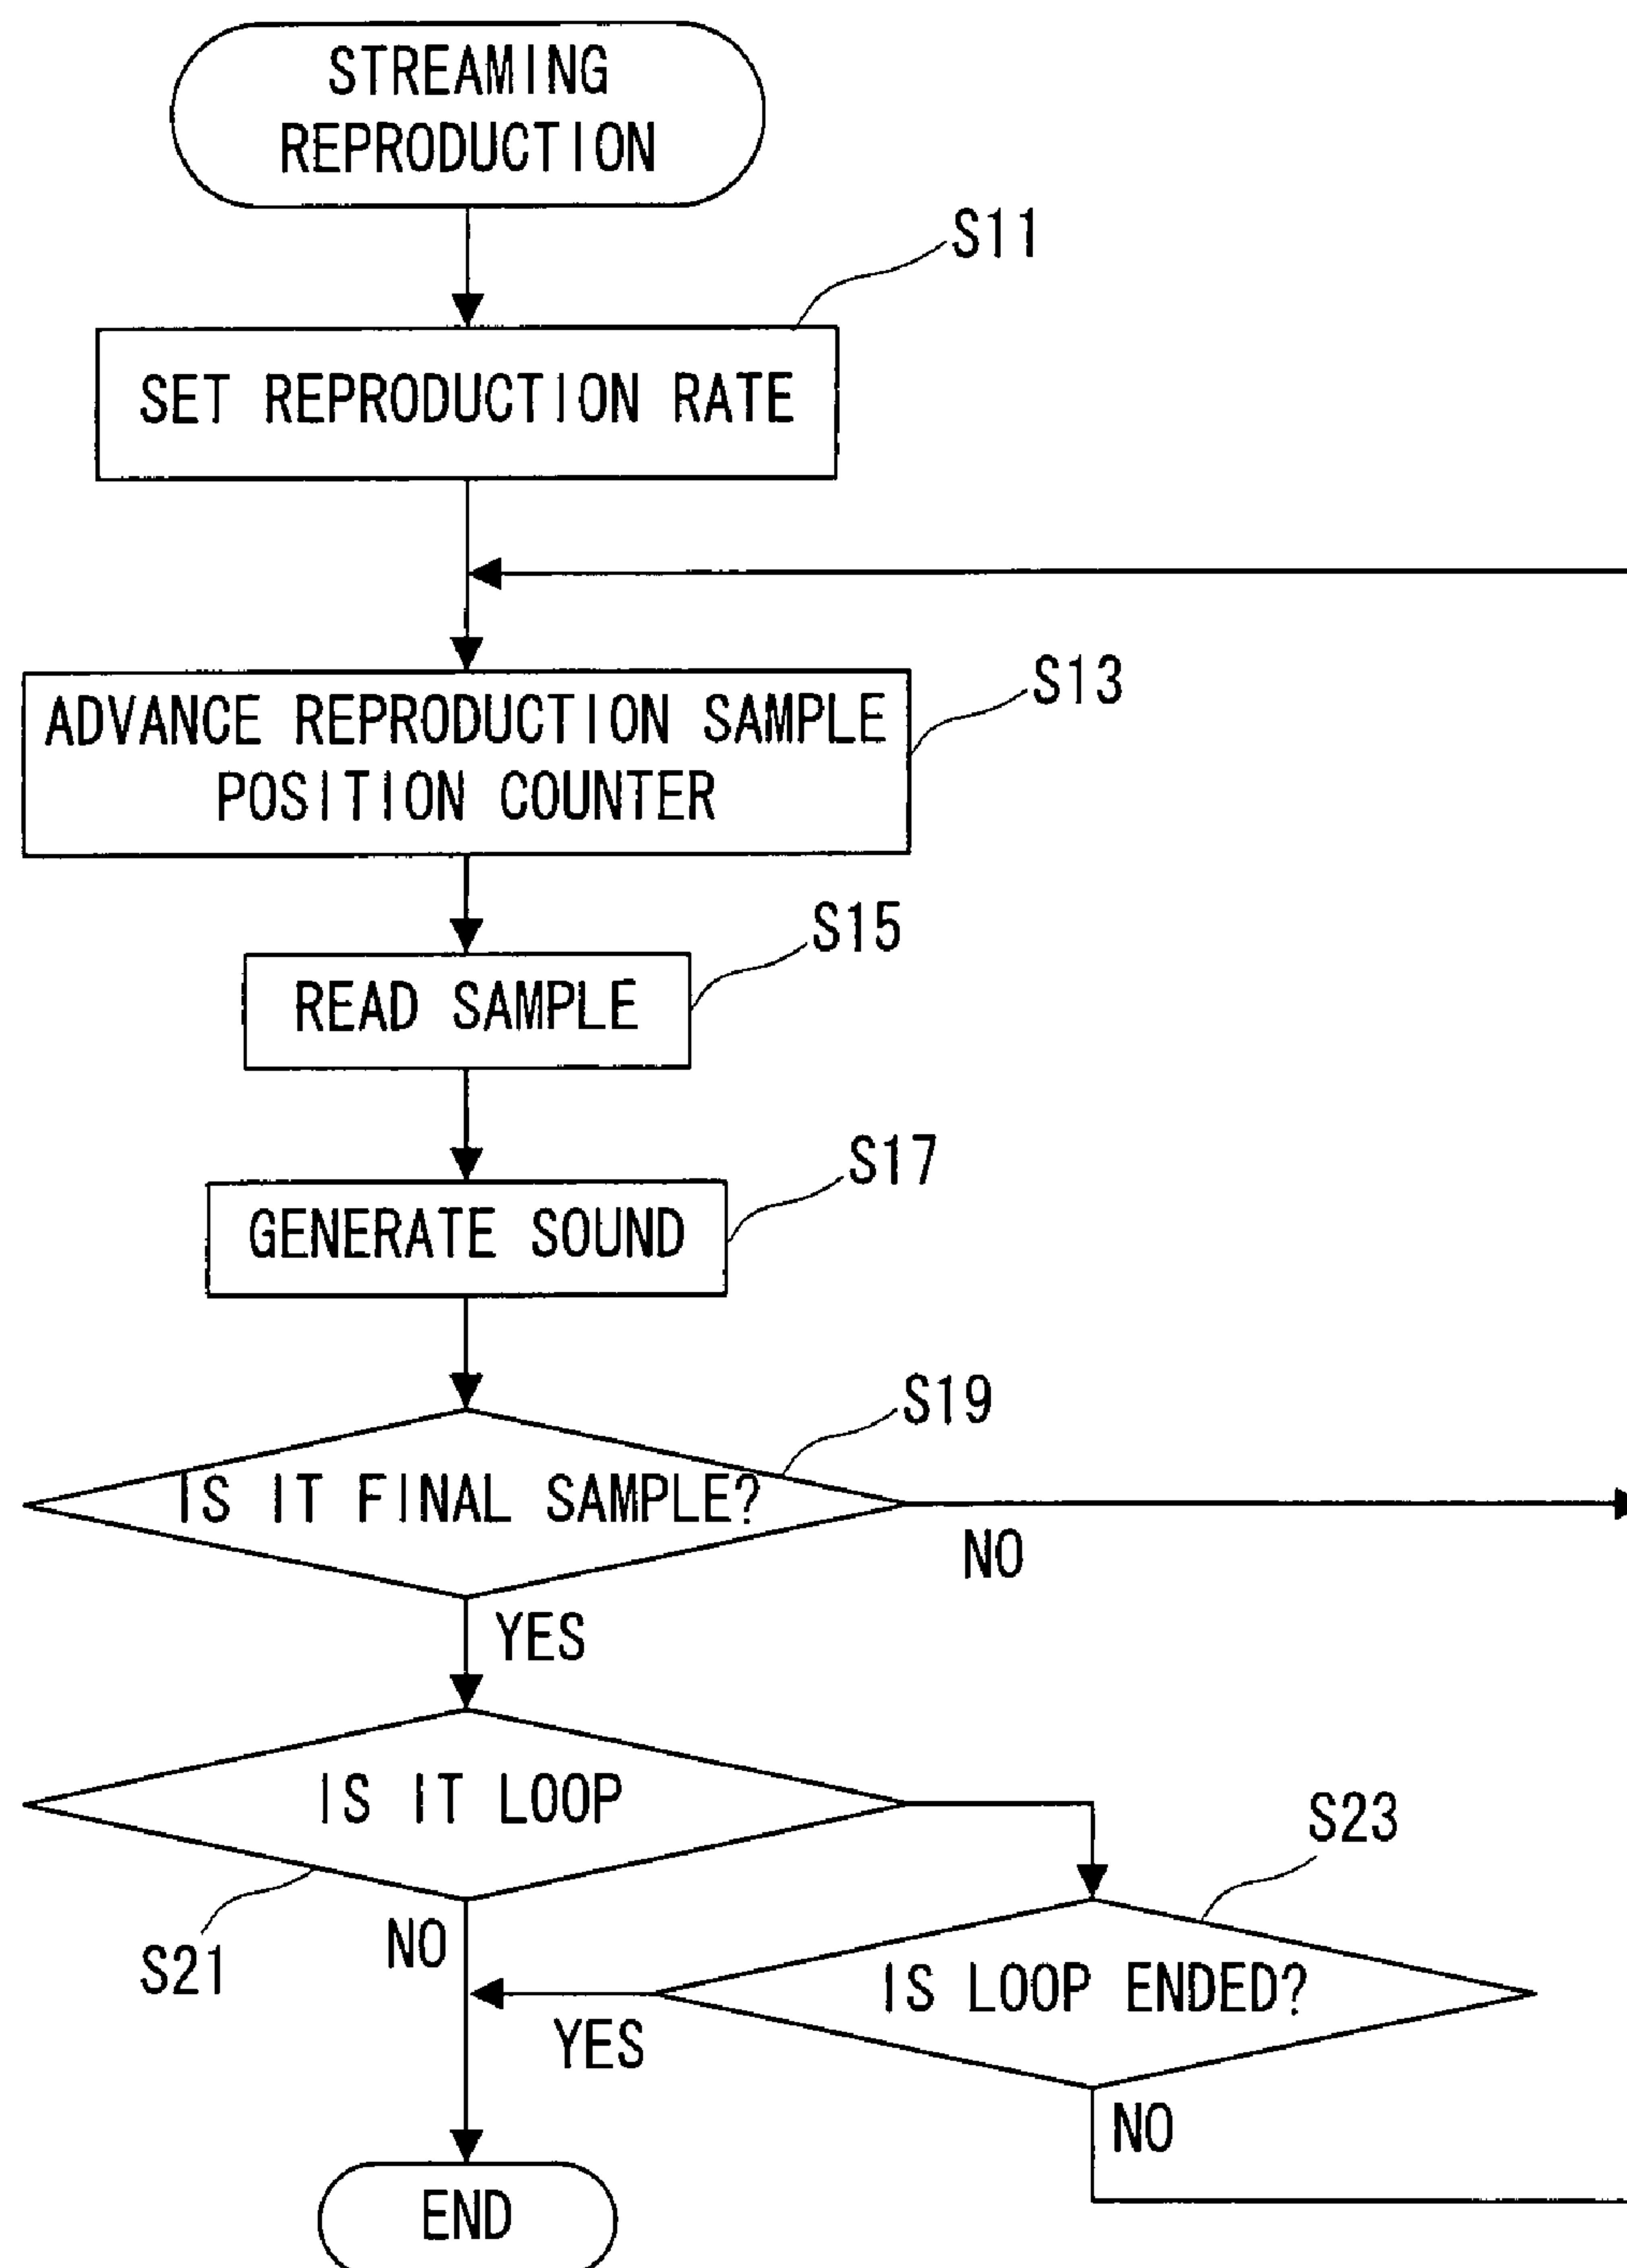 STREAMING
REPRODUCTION
S11
SET REPRODUCTION RATE
S13
ADVANCE REPRODUCTION SAMPLE
POSITION COUNTER
S15
READ SAMPLE
S17
GENERATE SOUND
S19
IS IT FINAL SAMPLE?
NO
YES
IS IT LOOP
S23
S21
NO
IS LOOP ENDED?
YES
NO
END